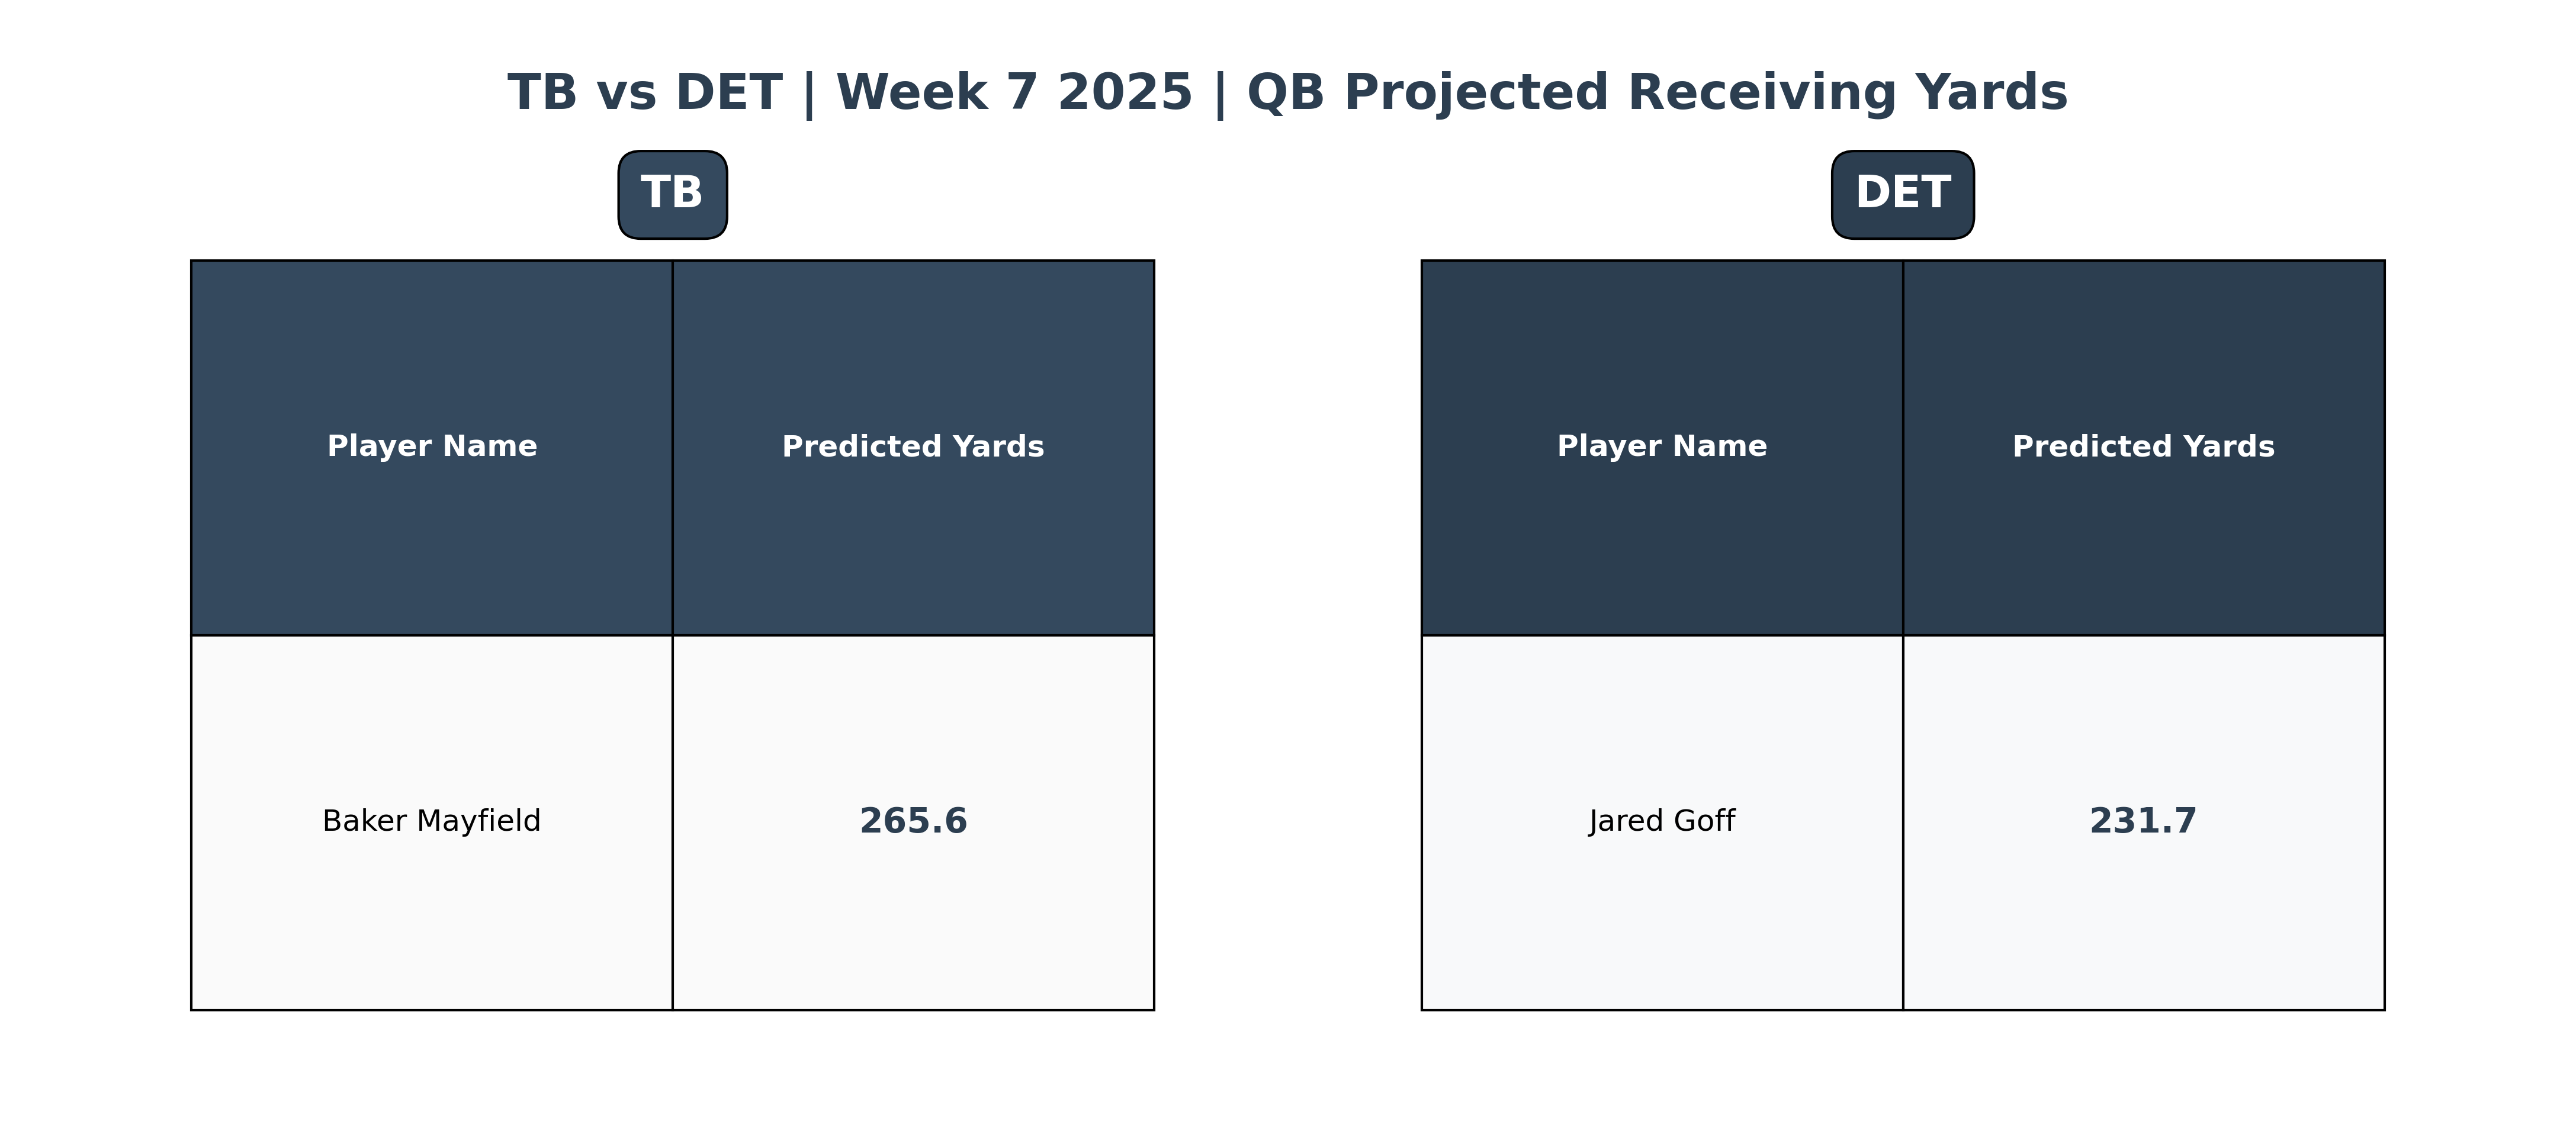 TB vs DET | Week 7 2025 | QB Projected Receiving Yards
TB
Player Name Predicted Yards
Baker Mayfield 265.6
DET
Player Name Predicted Yards
Jared Goff 231.7